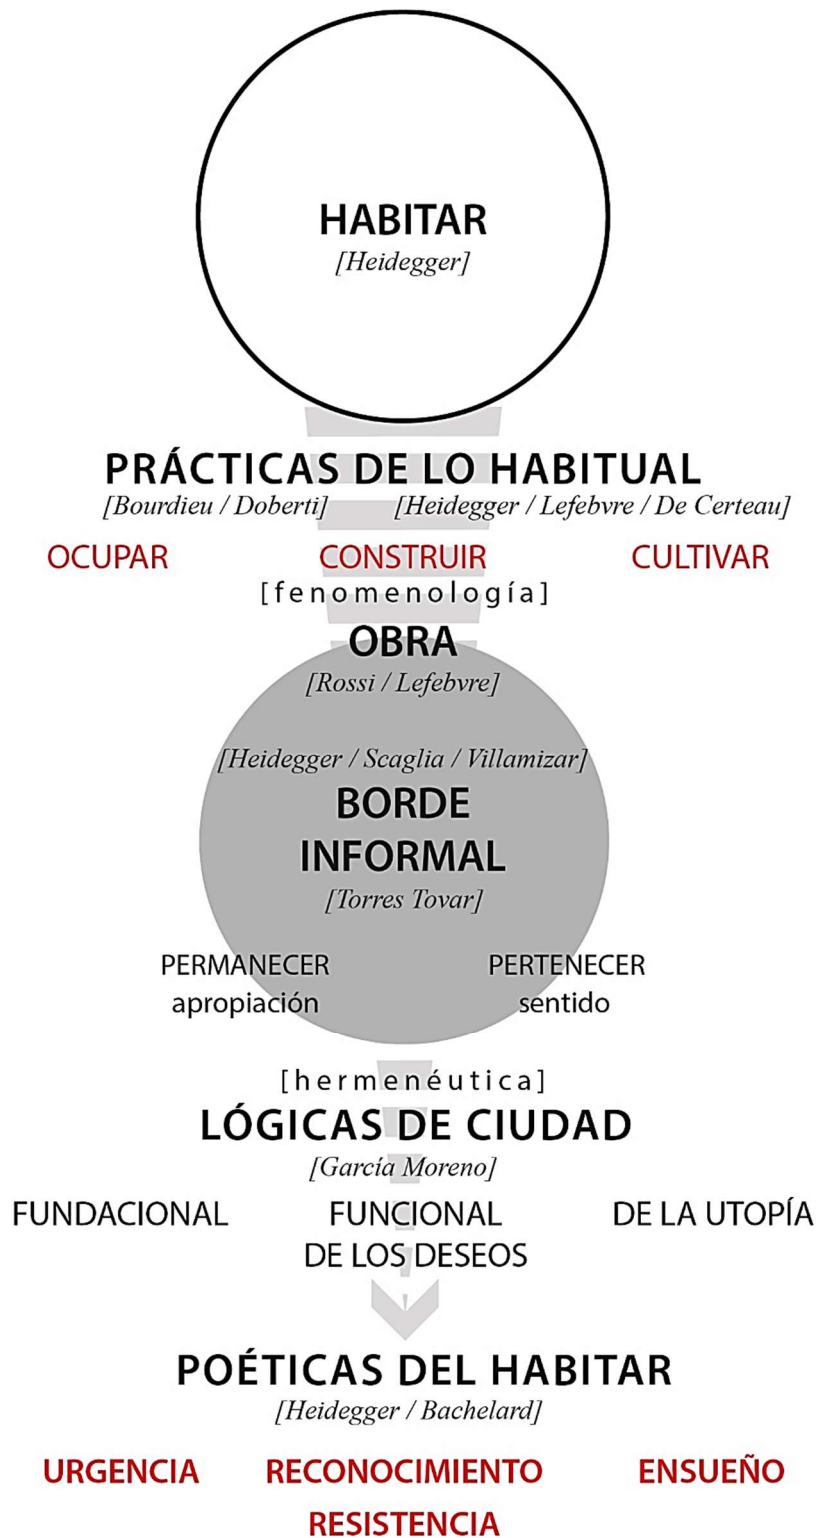 HABITAR
[Heidegger]
PRÁCTICAS DE LO HABITUAL
[Bourdieu / Doberti] [Heidegger / Lefebvre / De Certeau]
OCUPAR CONSTRUIR CULTIVAR
[fenomenología]
OBRA
[Rossi / Lefebvre]
[Heidegger / Scaglia / Villamizar]
BORDE
INFORMAL
[Torres Tovar]
PERMANECER PERTENECER
apropiación sentido
[hermenéutica]
LÓGICAS DE CIUDAD
[García Moreno]
FUNDACIONAL FUNCIONAL DE LA UTOPÍA
DE LOS DESEOS
POÉTICAS DEL HABITAR
[Heidegger / Bachelard]
URGENCIA RECONOCIMIENTO ENSUEÑO
RESISTENCIA